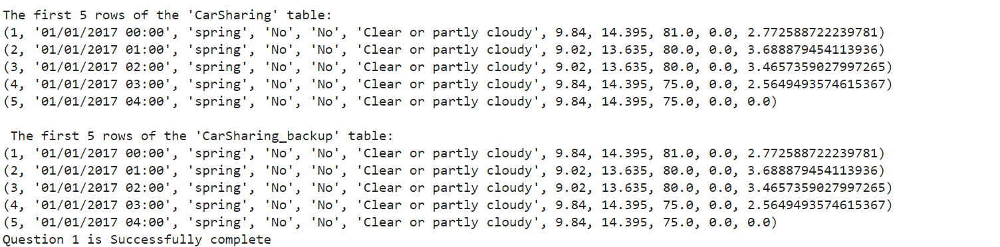 The first 5 rows of the 'CarSharing' table:
(1, '01/01/2017 00:00', 'spring', 'No', 'No', 'Clear or partly cloudy', 9.84, 14.395, 81.0, 0.0, 2.772588722239781)
(2, '01/01/2017 01:00', 'spring', 'No', 'No', 'Clear or partly cloudy', 9.02, 13.635, 80.0, 0.0, 3.688879454113936)
(3, '01/01/2017 02:00', 'spring', 'No', 'No', 'Clear or partly cloudy', 9.02, 13.635, 80.0, 0.0, 3.4657359027997265)
(4, '01/01/2017 03:00', 'spring', 'No', 'No', 'Clear or partly cloudy', 9.84, 14.395, 75.0, 0.0, 2.5649493574615367)
(5, '01/01/2017 04:00', 'spring', 'No', 'No', 'Clear or partly cloudy', 9.84, 14.395, 75.0, 0.0, 0.0)

 The first 5 rows of the 'CarSharing_backup' table:
(1, '01/01/2017 00:00', 'spring', 'No', 'No', 'Clear or partly cloudy', 9.84, 14.395, 81.0, 0.0, 2.772588722239781)
(2, '01/01/2017 01:00', 'spring', 'No', 'No', 'Clear or partly cloudy', 9.02, 13.635, 80.0, 0.0, 3.688879454113936)
(3, '01/01/2017 02:00', 'spring', 'No', 'No', 'Clear or partly cloudy', 9.02, 13.635, 80.0, 0.0, 3.4657359027997265)
(4, '01/01/2017 03:00', 'spring', 'No', 'No', 'Clear or partly cloudy', 9.84, 14.395, 75.0, 0.0, 2.5649493574615367)
(5, '01/01/2017 04:00', 'spring', 'No', 'No', 'Clear or partly cloudy', 9.84, 14.395, 75.0, 0.0, 0.0)
Question 1 is Successfully complete